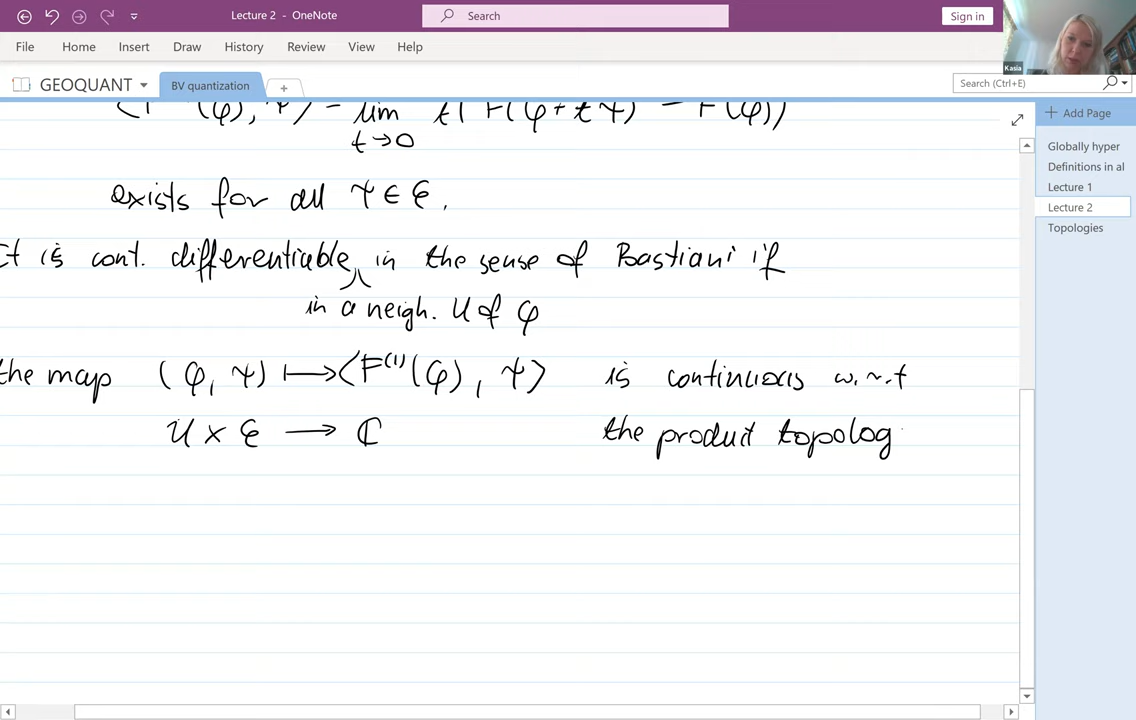 Lecture 2 - OneNote
Search
Sign in
File Home Insert Draw History Review View Help
Kasia
GEOQUANT
BV quantization
Search (Ctrl+E)
Add Page
Globally hyper
Definitions in al
Lecture 1
Lecture 2
Topologies
(φ), ψ⟩ = lim 1/t ( F(φ + tψ) − F(φ))
t→0
exists for all ψ ∈ E.
It is cont. differentiable in the sense of Bastiani if
in a neigh. U of φ
the map (φ, ψ) ↦ ⟨F⁽¹⁾(φ), ψ⟩ is continuous w.r.t
U × E → ℂ the product topolog